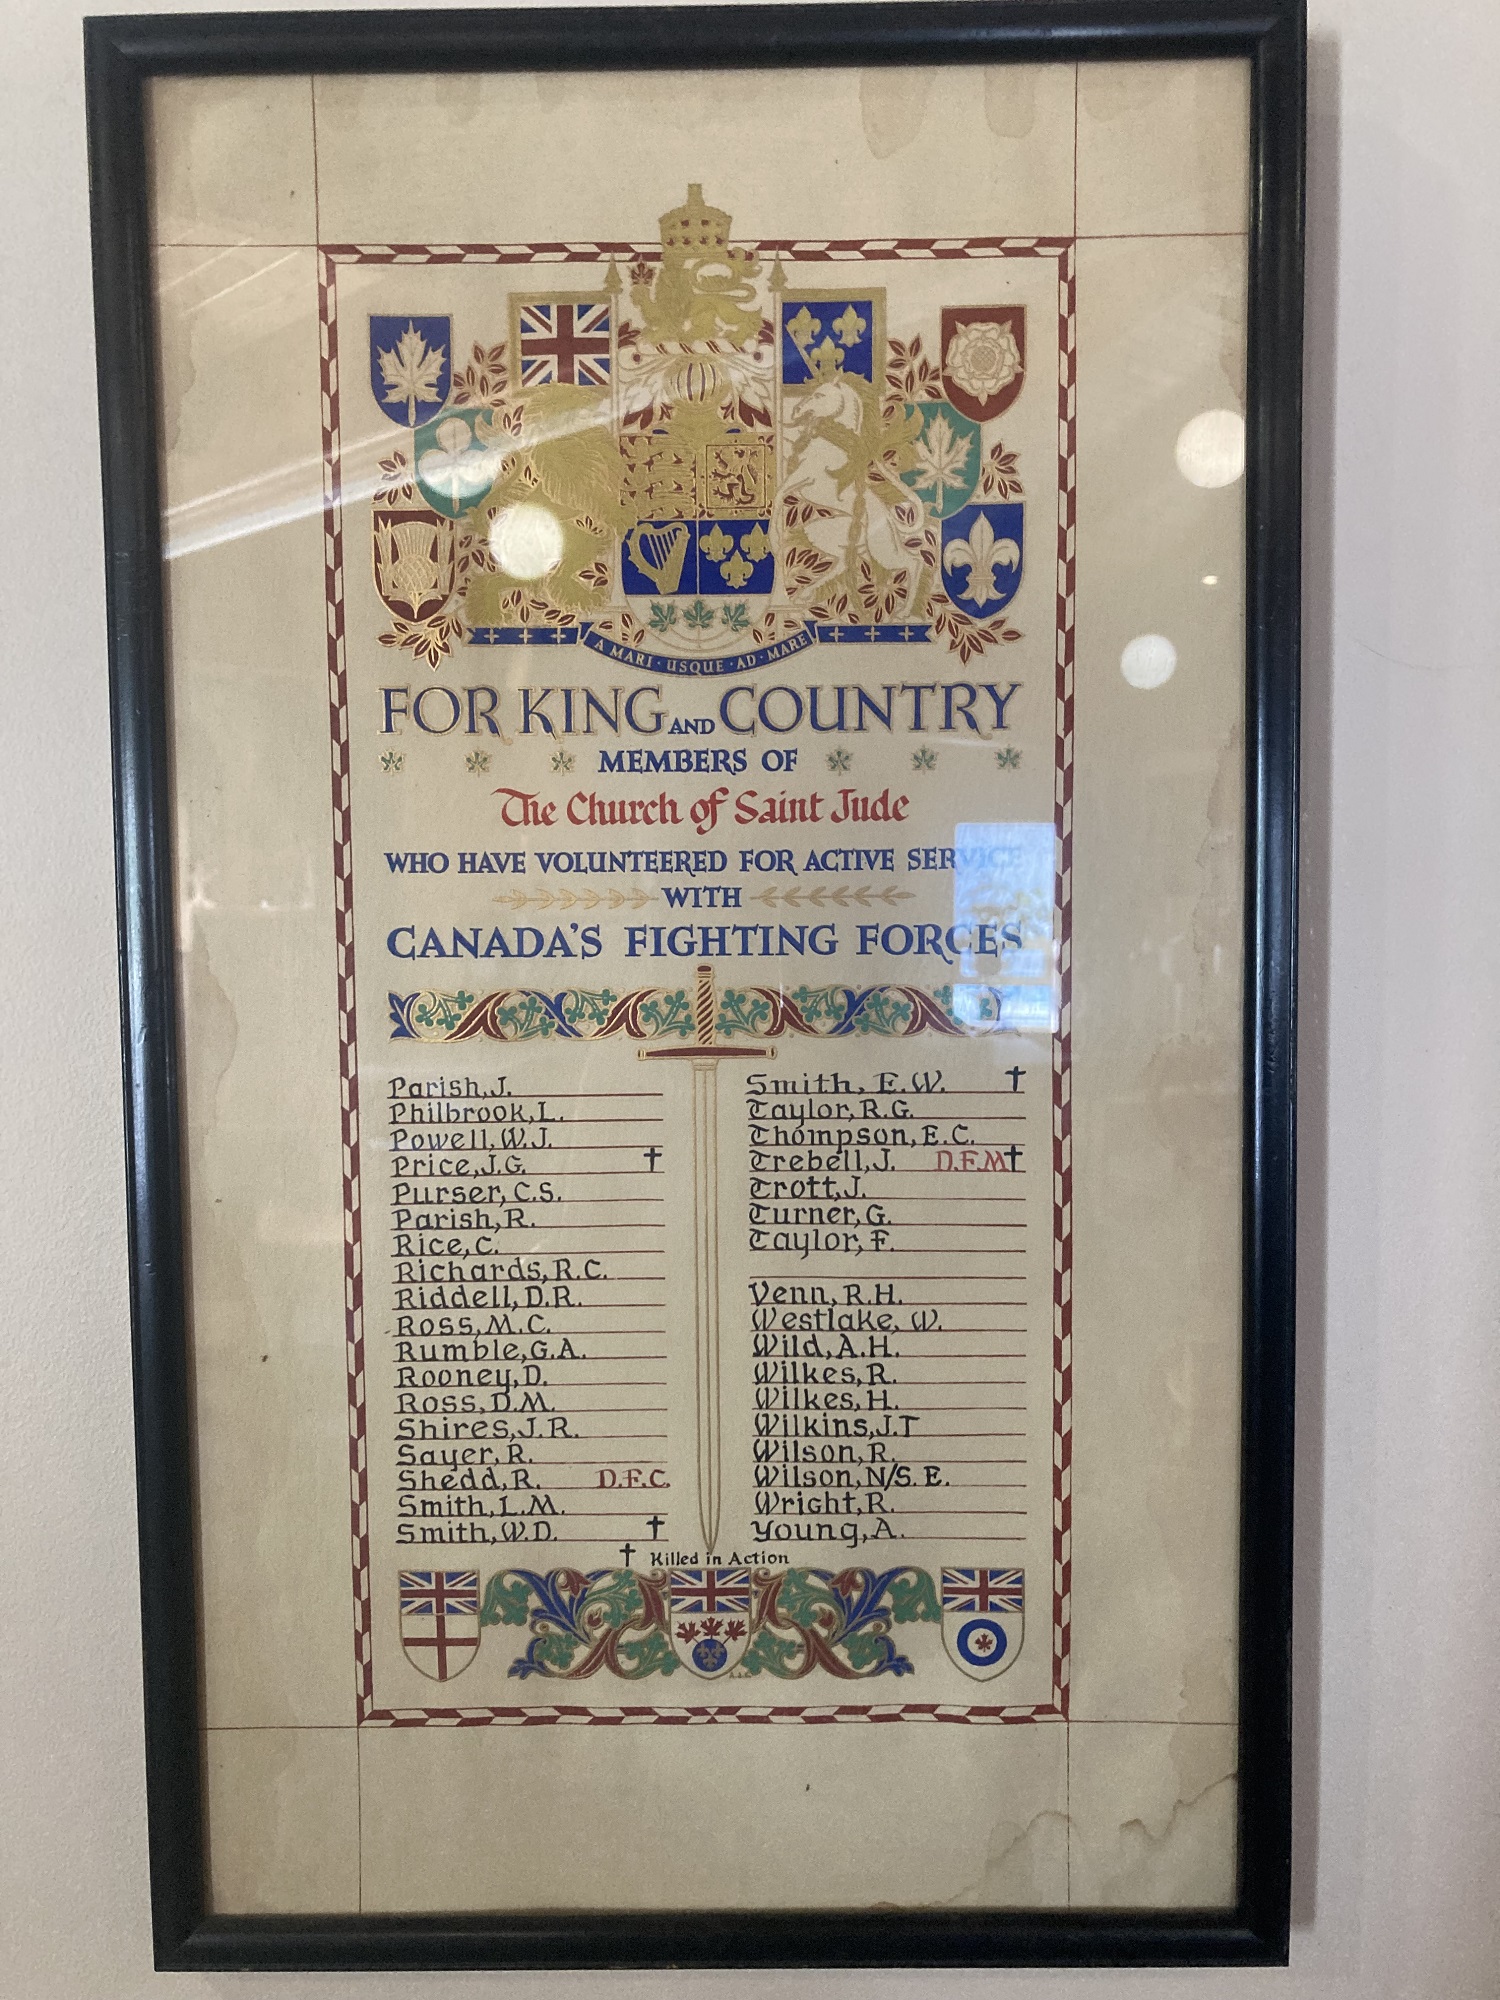 A MARI · USQUE · AD · MARE
FOR KING AND COUNTRY
MEMBERS OF
The Church of Saint Jude
WHO HAVE VOLUNTEERED FOR ACTIVE SERVICE
WITH
CANADA'S FIGHTING FORCES
Parish, J.
Philbrook, L.
Powell, W.J.
Price, J.G. †
Purser, C.S.
Parish, R.
Rice, C.
Richards, R.C.
Riddell, D.R.
Ross, M.C.
Rumble, G.A.
Rooney, D.
Ross, D.M.
Shires, J.R.
Sayer, R.
Shedd, R. D.F.C.
Smith, L.M.
Smith, W.D. †
Smith, E.W. †
Taylor, R.G.
Thompson, E.C.
Trebell, J. D.F.M †
Trott, J.
Turner, G.
Taylor, F.
Venn, R.H.
Westlake, W.
Wild, A.H.
Wilkes, R.
Wilkes, H.
Wilkins, J.T
Wilson, R.
Wilson, N/S. E.
Wright, R.
Young, A.
† Killed in Action